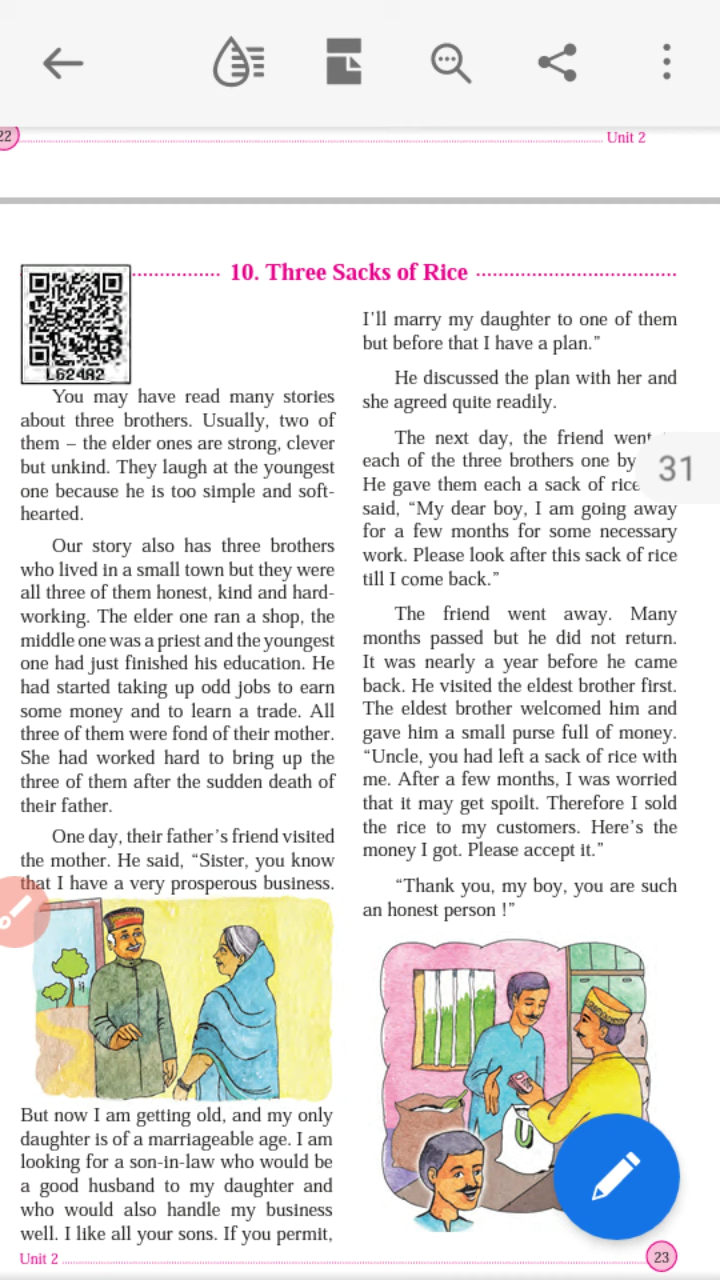 22
Unit 2
10. Three Sacks of Rice
L62482
You may have read many stories
about three brothers. Usually, two of
them – the elder ones are strong, clever
but unkind. They laugh at the youngest
one because he is too simple and soft-
hearted.
Our story also has three brothers
who lived in a small town but they were
all three of them honest, kind and hard-
working. The elder one ran a shop, the
middle one was a priest and the youngest
one had just finished his education. He
had started taking up odd jobs to earn
some money and to learn a trade. All
three of them were fond of their mother.
She had worked hard to bring up the
three of them after the sudden death of
their father.
One day, their father's friend visited
the mother. He said, “Sister, you know
that I have a very prosperous business.
But now I am getting old, and my only
daughter is of a marriageable age. I am
looking for a son-in-law who would be
a good husband to my daughter and
who would also handle my business
well. I like all your sons. If you permit,
I'll marry my daughter to one of them
but before that I have a plan.”
He discussed the plan with her and
she agreed quite readily.
The next day, the friend went
each of the three brothers one by
31
He gave them each a sack of rice
said, “My dear boy, I am going away
for a few months for some necessary
work. Please look after this sack of rice
till I come back.”
The friend went away. Many
months passed but he did not return.
It was nearly a year before he came
back. He visited the eldest brother first.
The eldest brother welcomed him and
gave him a small purse full of money.
“Uncle, you had left a sack of rice with
me. After a few months, I was worried
that it may get spoilt. Therefore I sold
the rice to my customers. Here's the
money I got. Please accept it.”
“Thank you, my boy, you are such
an honest person !”
Unit 2
23